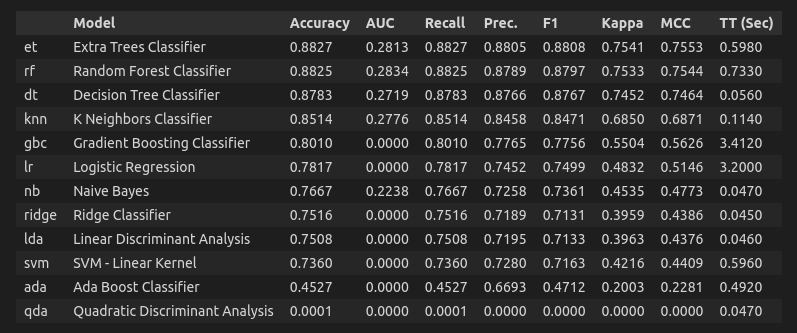 Model Accuracy AUC Recall Prec. F1 Kappa MCC TT (Sec)
et Extra Trees Classifier 0.8827 0.2813 0.8827 0.8805 0.8808 0.7541 0.7553 0.5980
rf Random Forest Classifier 0.8825 0.2834 0.8825 0.8789 0.8797 0.7533 0.7544 0.7330
dt Decision Tree Classifier 0.8783 0.2719 0.8783 0.8766 0.8767 0.7452 0.7464 0.0560
knn K Neighbors Classifier 0.8514 0.2776 0.8514 0.8458 0.8471 0.6850 0.6871 0.1140
gbc Gradient Boosting Classifier 0.8010 0.0000 0.8010 0.7765 0.7756 0.5504 0.5626 3.4120
lr Logistic Regression 0.7817 0.0000 0.7817 0.7452 0.7499 0.4832 0.5146 3.2000
nb Naive Bayes 0.7667 0.2238 0.7667 0.7258 0.7361 0.4535 0.4773 0.0470
ridge Ridge Classifier 0.7516 0.0000 0.7516 0.7189 0.7131 0.3959 0.4386 0.0450
lda Linear Discriminant Analysis 0.7508 0.0000 0.7508 0.7195 0.7133 0.3963 0.4376 0.0460
svm SVM - Linear Kernel 0.7360 0.0000 0.7360 0.7280 0.7163 0.4216 0.4409 0.5960
ada Ada Boost Classifier 0.4527 0.0000 0.4527 0.6693 0.4712 0.2003 0.2281 0.4920
qda Quadratic Discriminant Analysis 0.0001 0.0000 0.0001 0.0000 0.0000 0.0000 0.0000 0.0470